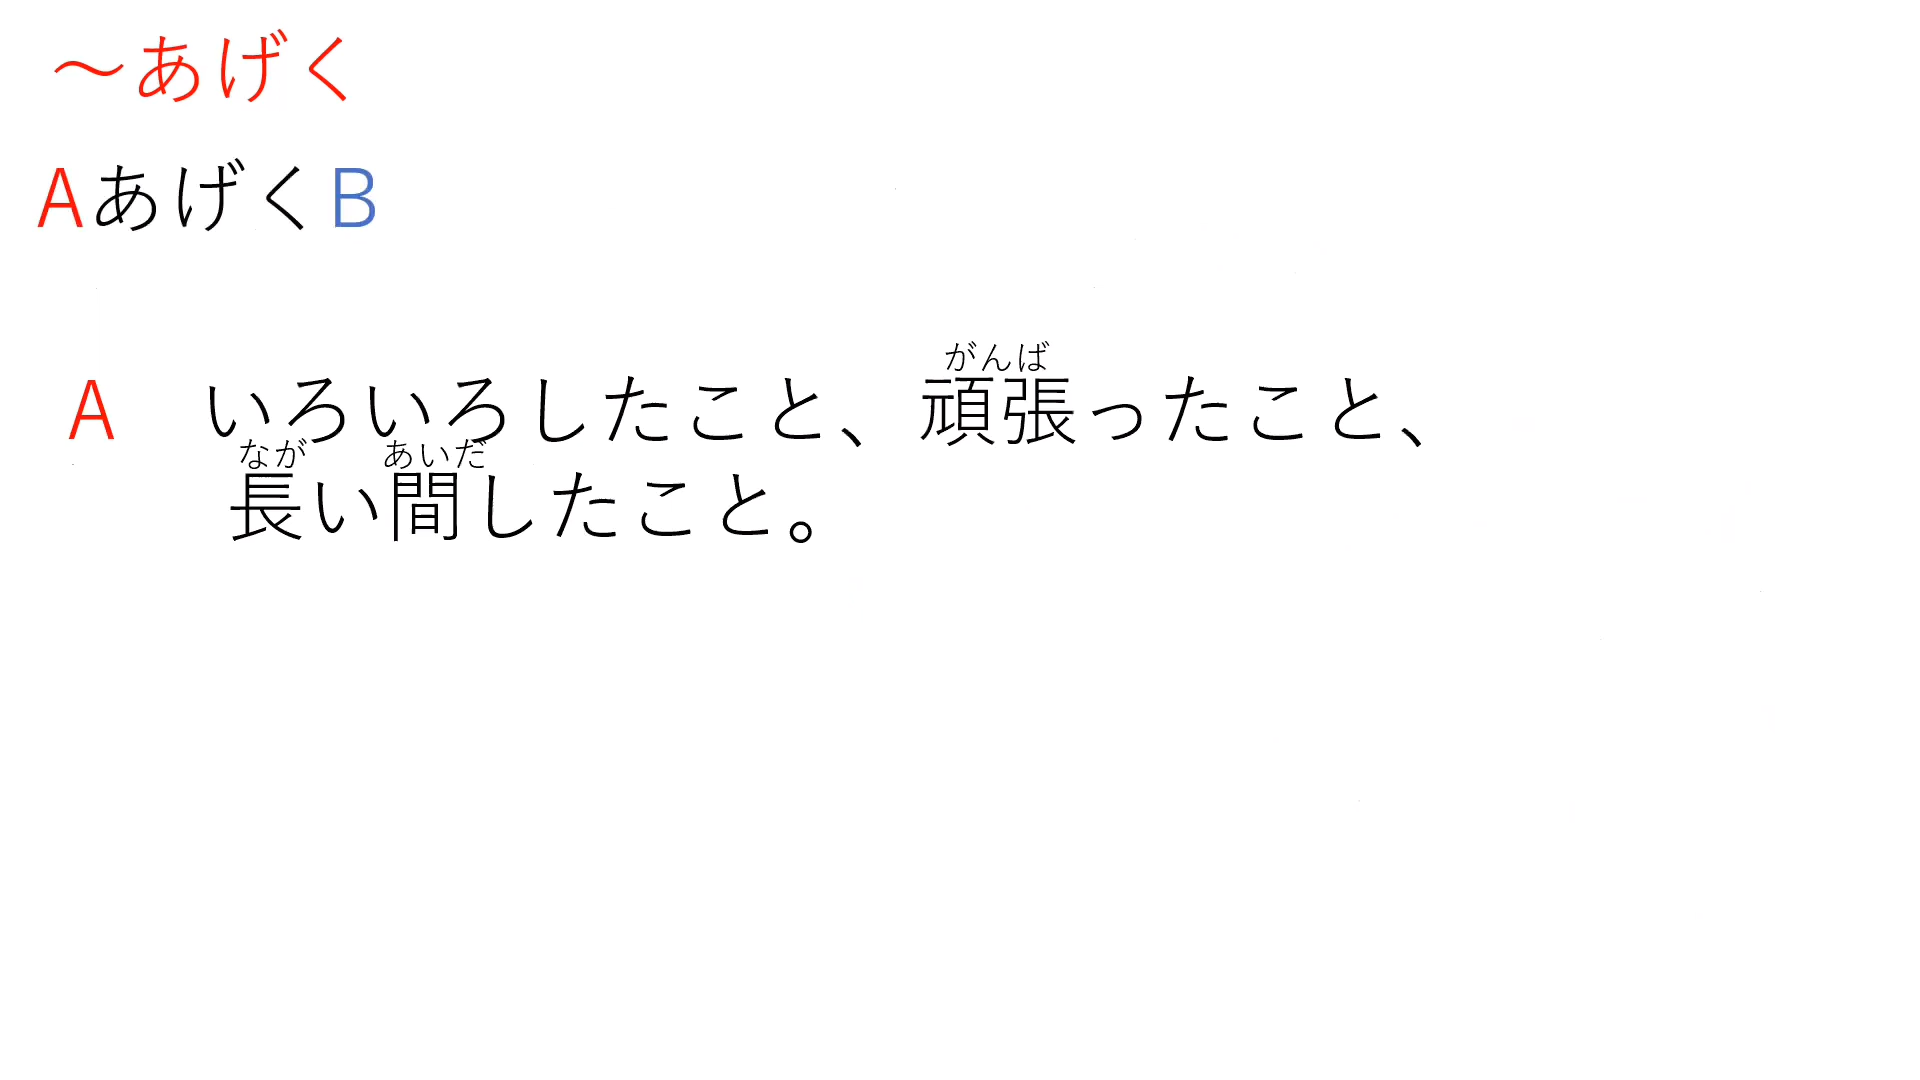 ～あげく
AあげくB
がんば
A　いろいろしたこと、頑張ったこと、
なが　あいだ
長い間したこと。